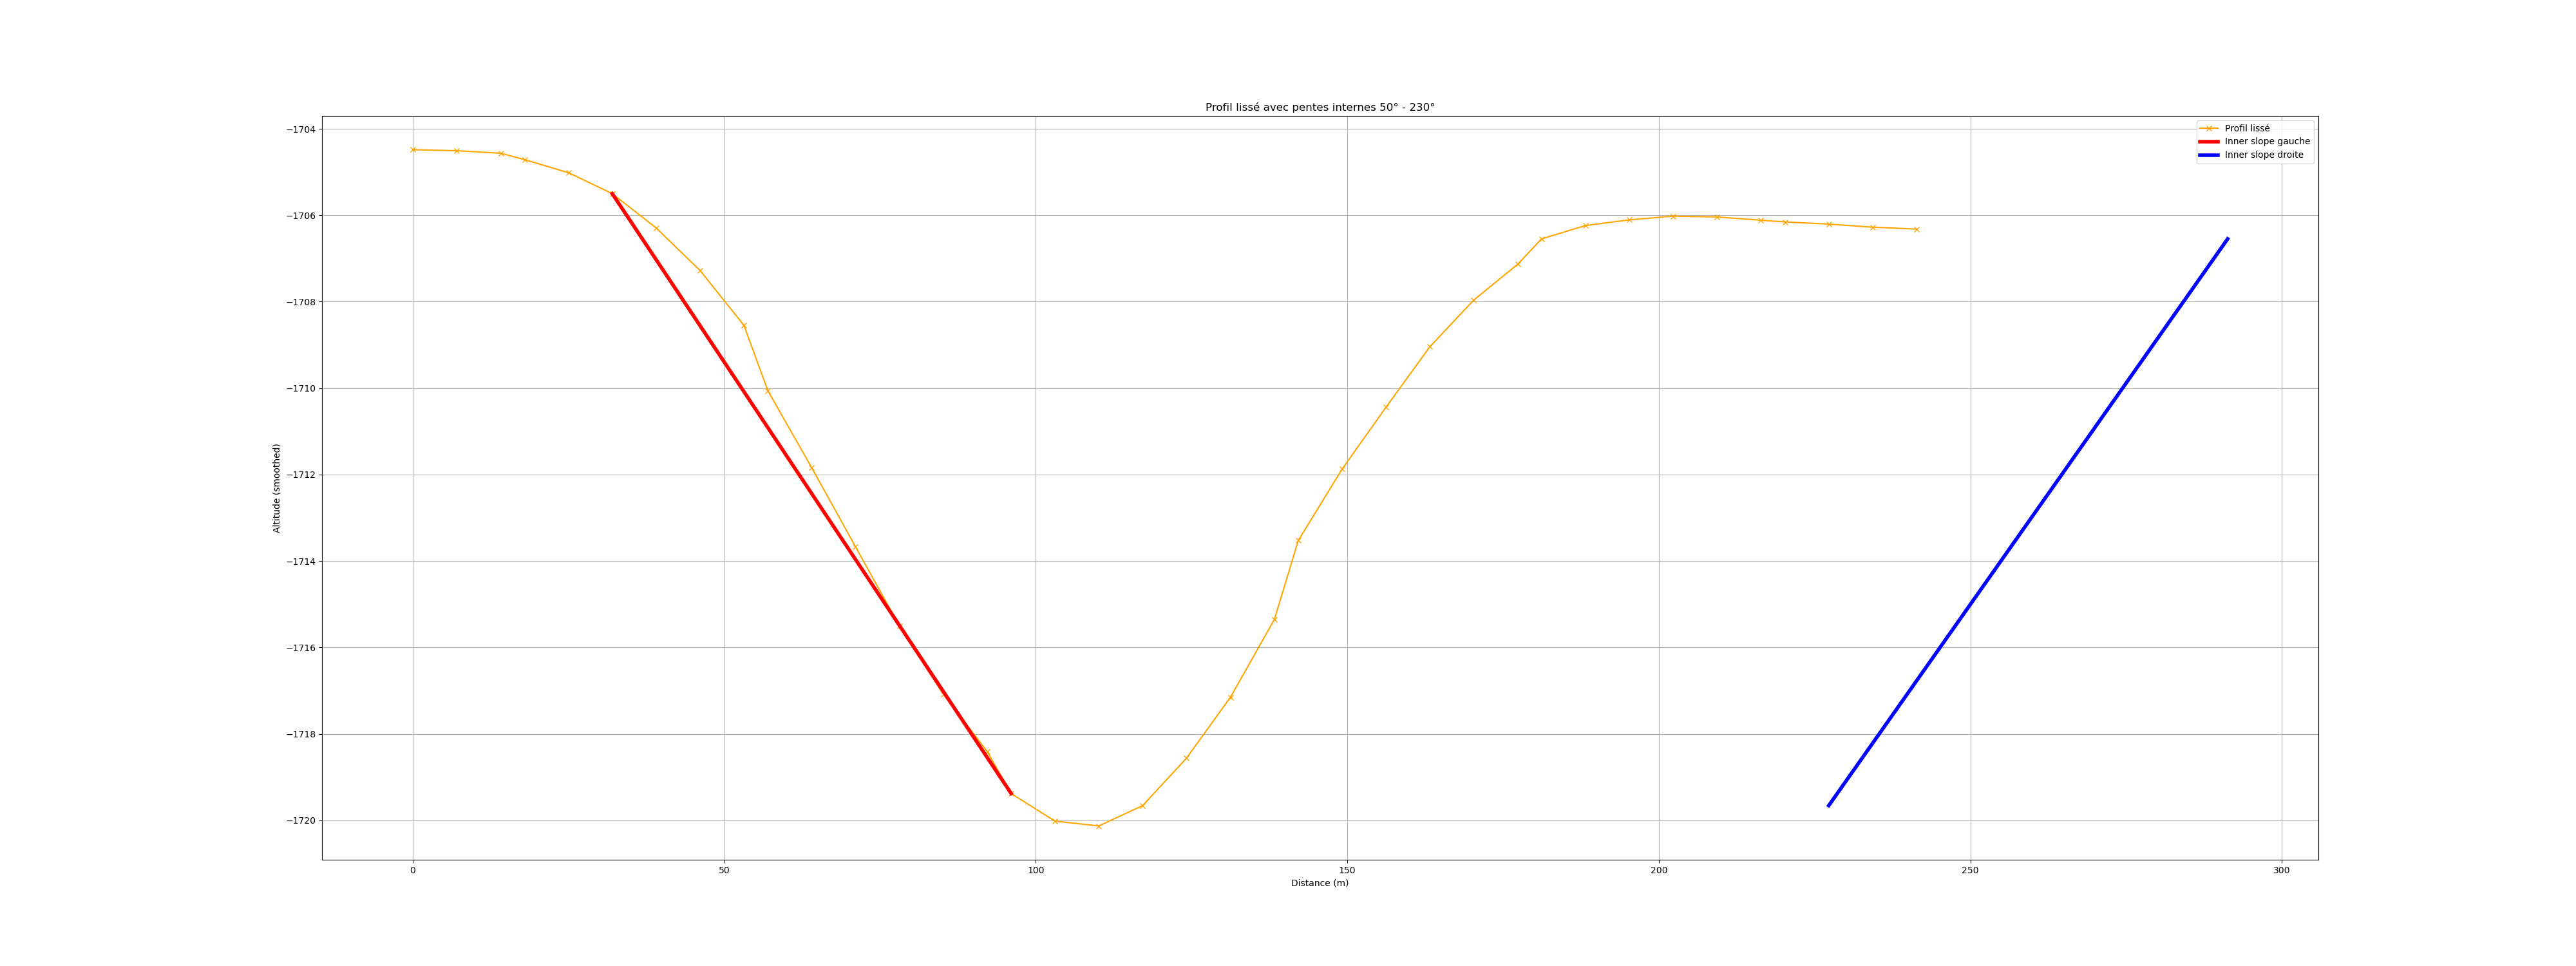 Profil lissé avec pentes internes 50° - 230°
Profil lissé
Inner slope gauche
Inner slope droite
−1704
−1706
−1708
−1710
−1712
−1714
−1716
−1718
−1720
Altitude (smoothed)
0 50 100 150 200 250 300
Distance (m)